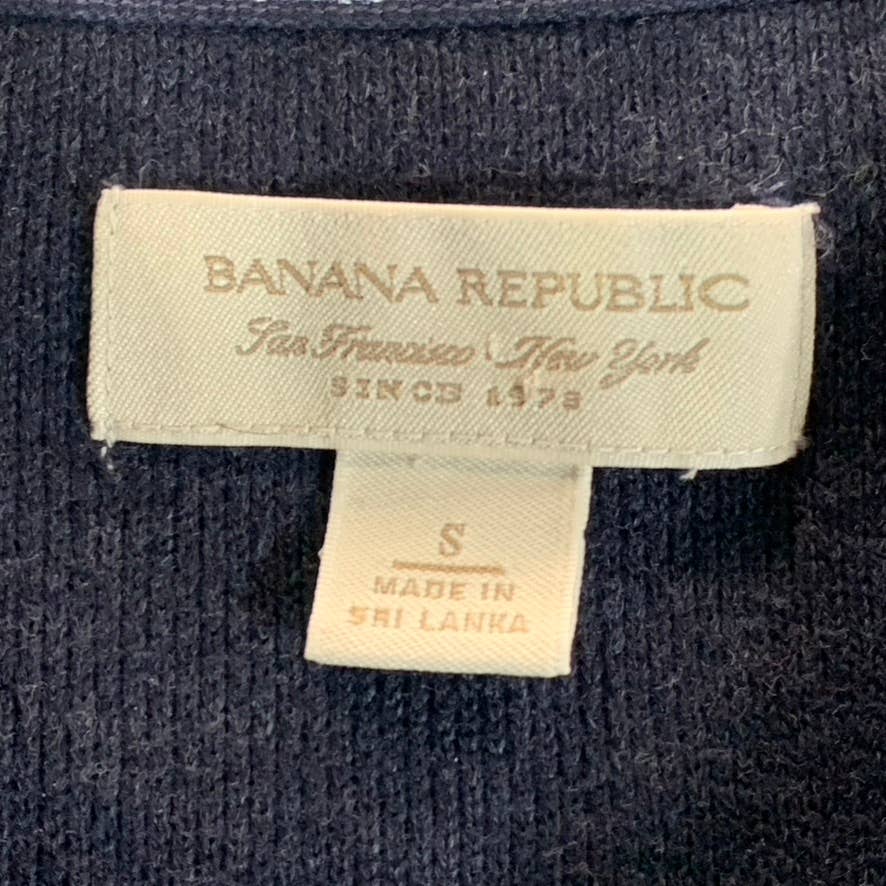 BANANA REPUBLIC
San Francisco New York
SINCE 1978
S
MADE IN
SRI LANKA